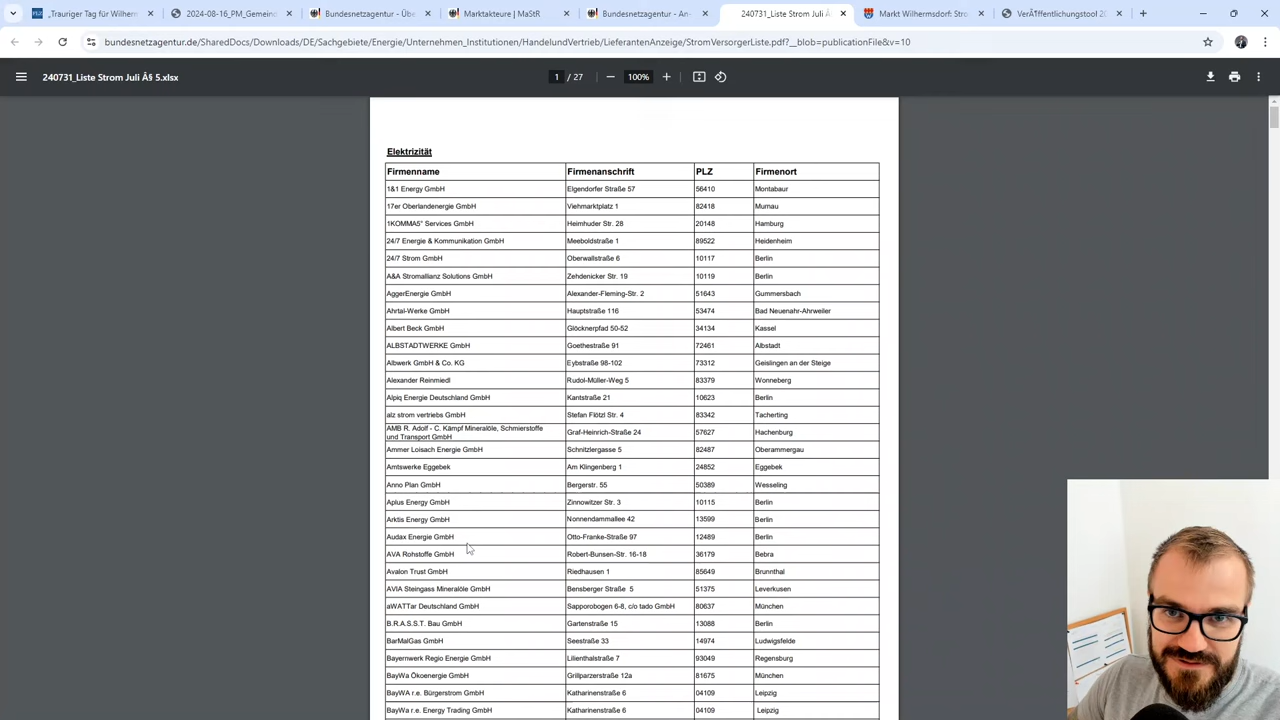 „Trauriger Tag für Wilherm
2024-08-16_PM_Gemein
Bundesnetzagentur - Übe
Marktakteure | MaStR
Bundesnetzagentur - An-
240731_Liste Strom Juli Â
Markt Wilhermsdorf: Stro
VerÃffentlichungstool 2
bundesnetzagentur.de/SharedDocs/Downloads/DE/Sachgebiete/Energie/Unternehmen_Institutionen/HandelundVertrieb/LieferantenAnzeige/StromVersorgerListe.pdf?__blob=publicationFile&v=10
240731_Liste Strom Juli Â§ 5.xlsx
1 / 27
100%
Elektrizität
Firmenname Firmenanschrift PLZ Firmenort
1&1 Energy GmbH Elgendorfer Straße 57 56410 Montabaur
17er Oberlandenergie GmbH Viehmarktplatz 1 82418 Murnau
1KOMMA5° Services GmbH Heimhuder Str. 28 20148 Hamburg
24/7 Energie & Kommunikation GmbH Meeboldstraße 1 89522 Heidenheim
24/7 Strom GmbH Oberwallstraße 6 10117 Berlin
A&A Stromallianz Solutions GmbH Zehdenicker Str. 19 10119 Berlin
AggerEnergie GmbH Alexander-Fleming-Str. 2 51643 Gummersbach
Ahrtal-Werke GmbH Hauptstraße 116 53474 Bad Neuenahr-Ahrweiler
Albert Beck GmbH Glöcknerpfad 50-52 34134 Kassel
ALBSTADTWERKE GmbH Goethestraße 91 72461 Albstadt
Albwerk GmbH & Co. KG Eybstraße 98-102 73312 Geislingen an der Steige
Alexander Reinmiedl Rudol-Müller-Weg 5 83379 Wonneberg
Alpiq Energie Deutschland GmbH Kantstraße 21 10623 Berlin
alz strom vertriebs GmbH Stefan Flötzl Str. 4 83342 Tacherting
AMB R. Adolf - C. Kämpf Mineralöle, Schmierstoffe
und Transport GmbH Graf-Heinrich-Straße 24 57627 Hachenburg
Ammer Loisach Energie GmbH Schnitzlergasse 5 82487 Oberammergau
Amtswerke Eggebek Am Klingenberg 1 24852 Eggebek
Anno Plan GmbH Bergerstr. 55 50389 Wesseling
Aplus Energy GmbH Zinnowitzer Str. 3 10115 Berlin
Arktis Energy GmbH Nonnendammallee 42 13599 Berlin
Audax Energie GmbH Otto-Franke-Straße 97 12489 Berlin
AVA Rohstoffe GmbH Robert-Bunsen-Str. 16-18 36179 Bebra
Avalon Trust GmbH Riedhausen 1 85649 Brunnthal
AVIA Steingass Mineralöle GmbH Bensberger Straße 5 51375 Leverkusen
aWATTar Deutschland GmbH Sapporobogen 6-8, c/o tado GmbH 80637 München
B.R.A.S.S.T. Bau GmbH Gartenstraße 15 13088 Berlin
BarMalGas GmbH Seestraße 33 14974 Ludwigsfelde
Bayernwerk Regio Energie GmbH Lilienthalstraße 7 93049 Regensburg
BayWa Ökoenergie GmbH Grillparzerstraße 12a 81675 München
BayWA r.e. Bürgerstrom GmbH Katharinenstraße 6 04109 Leipzig
BayWa r.e. Energy Trading GmbH Katharinenstraße 6 04109 Leipzig